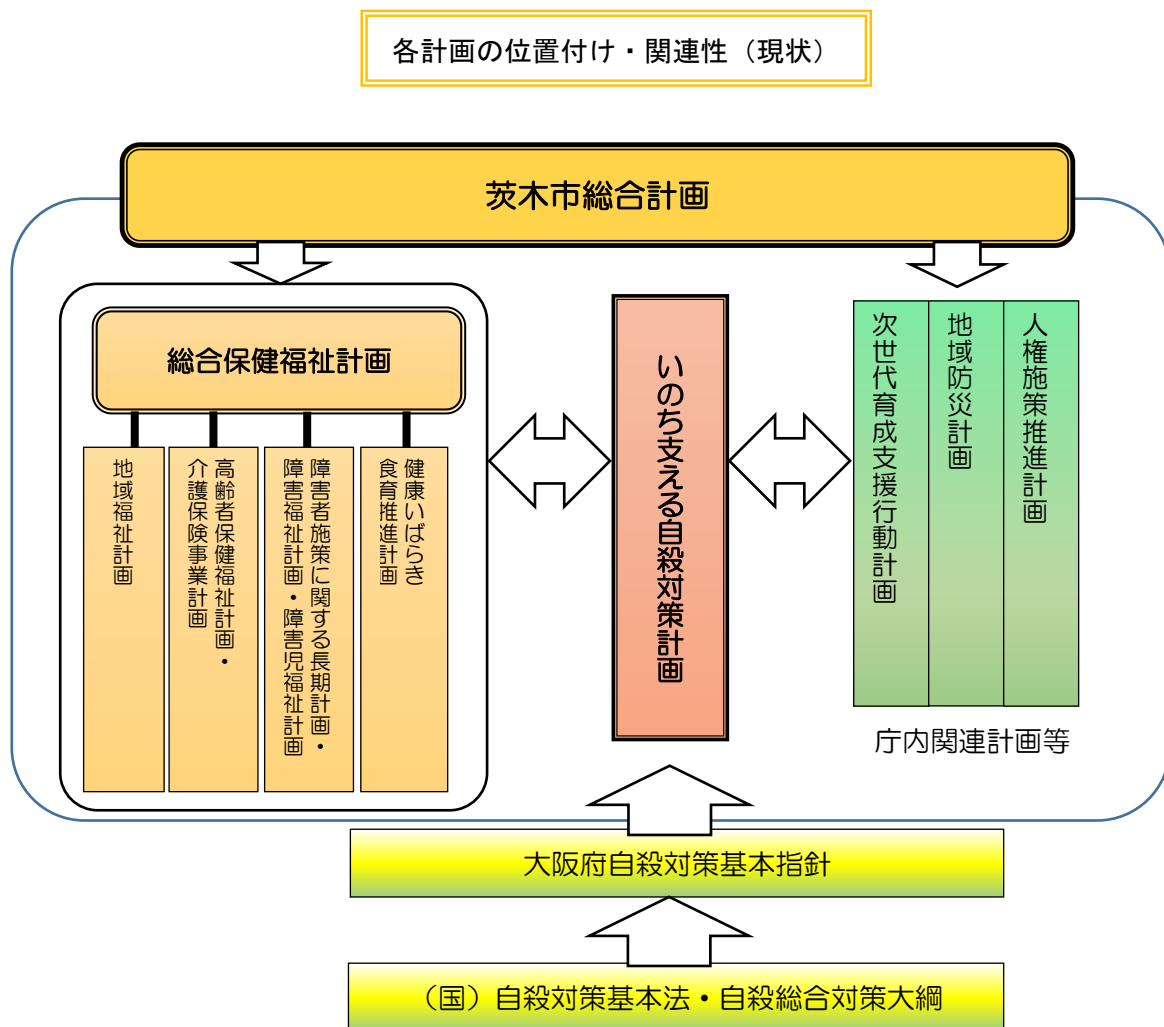 各計画の位置付け・関連性（現状）
茨木市総合計画
総合保健福祉計画
地域福祉計画
高齢者保健福祉計画・
介護保険事業計画
障害者施策に関する長期計画・
障害福祉計画・障害児福祉計画
健康いばらき
食育推進計画
いのち支える自殺対策計画
次世代育成支援行動計画
地域防災計画
人権施策推進計画
庁内関連計画等
大阪府自殺対策基本指針
（国）自殺対策基本法・自殺総合対策大綱